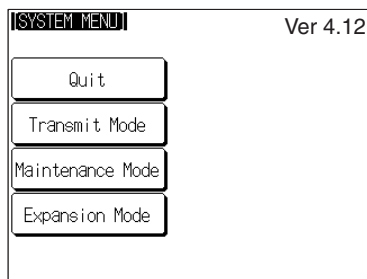 [SYSTEM MENU]
Ver 4.12
Quit
Transmit Mode
Maintenance Mode
Expansion Mode